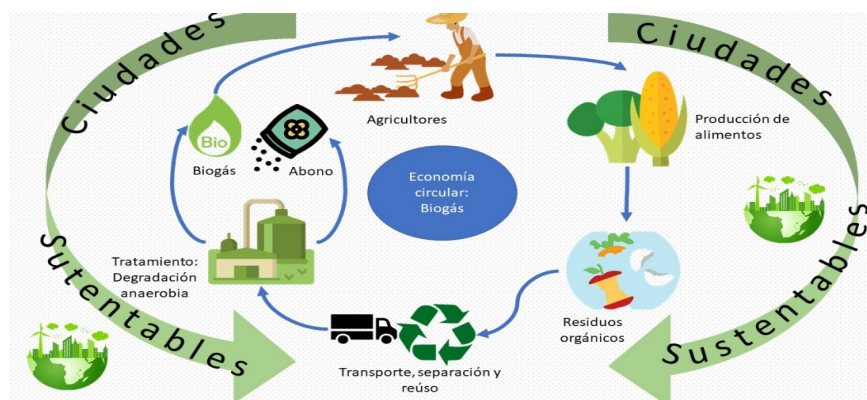 Ciudades
Sutentables
Ciudades
Sustentables
Agricultores
Producción de
alimentos
Bio
Biogás
Abono
Economía
circular:
Biogás
Tratamiento:
Degradación
anaerobia
Residuos
orgánicos
Transporte, separación y
reúso